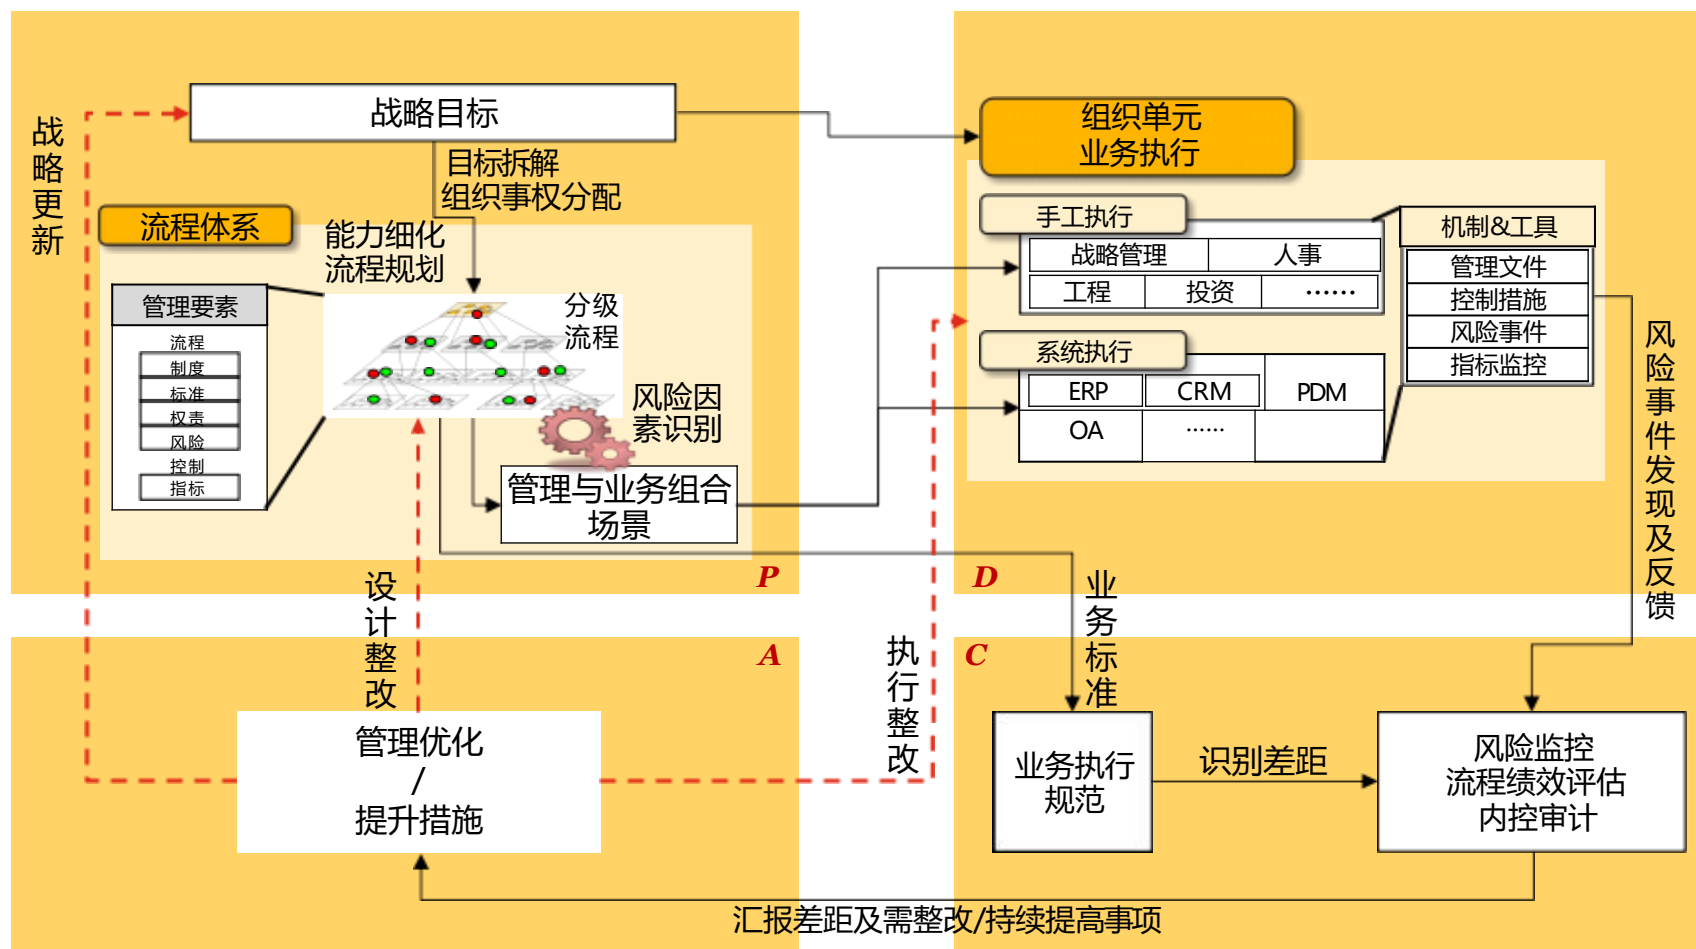 战略目标
目标拆解
组织事权分配
战略更新
流程体系
能力细化
流程规划
管理要素
流程
制度
标准
权责
风险
控制
指标
分级
流程
风险因
素识别
管理与业务组合
场景
P
组织单元
业务执行
手工执行
战略管理
人事
工程
投资
……
系统执行
ERP
CRM
PDM
OA
……
机制&工具
管理文件
控制措施
风险事件
指标监控
D
风险事件发现及反馈
设计整改
A
管理优化
/
提升措施
执行整改
C
业务标准
业务执行
规范
识别差距
风险监控
流程绩效评估
内控审计
汇报差距及需整改/持续提高事项